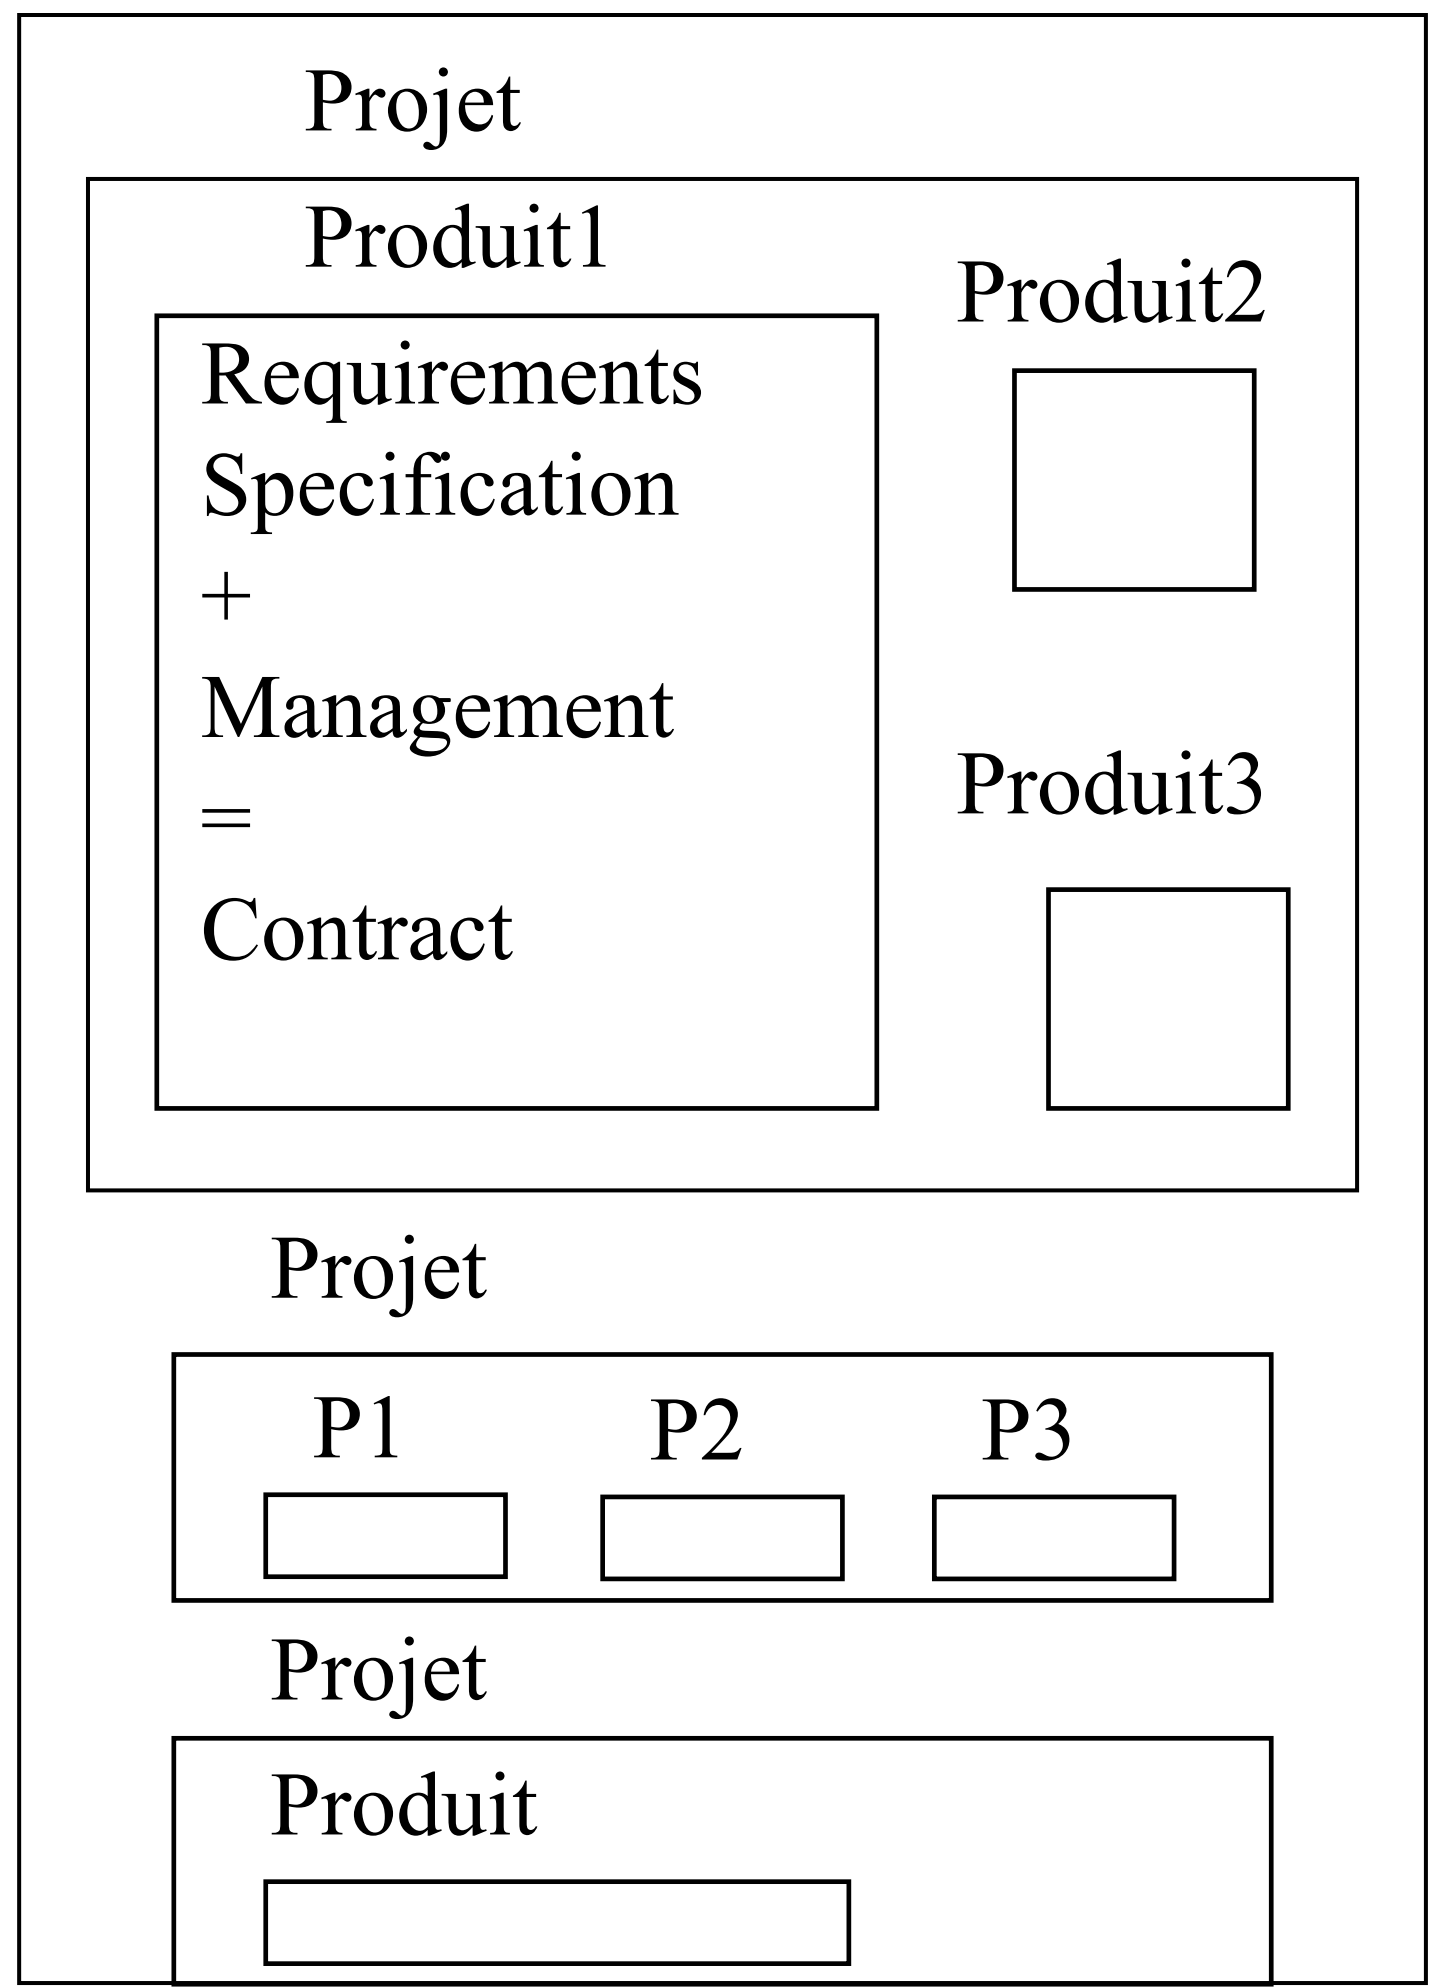 Projet
Produit1
Produit2
Requirements
Specification
+
Management
=
Contract
Produit3
Projet
P1 P2 P3
Projet
Produit